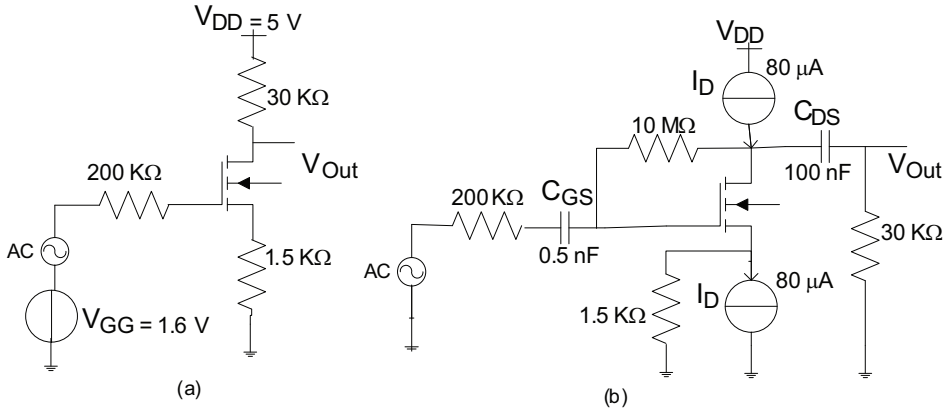 V_DD = 5 V
30 KΩ
V_Out
200 KΩ
AC
1.5 KΩ
V_GG = 1.6 V
(a)
V_DD
80 μA
I_D
C_DS
10 MΩ
100 nF
V_Out
200 KΩ
C_GS
0.5 nF
30 KΩ
AC
80 μA
I_D
1.5 KΩ
(b)